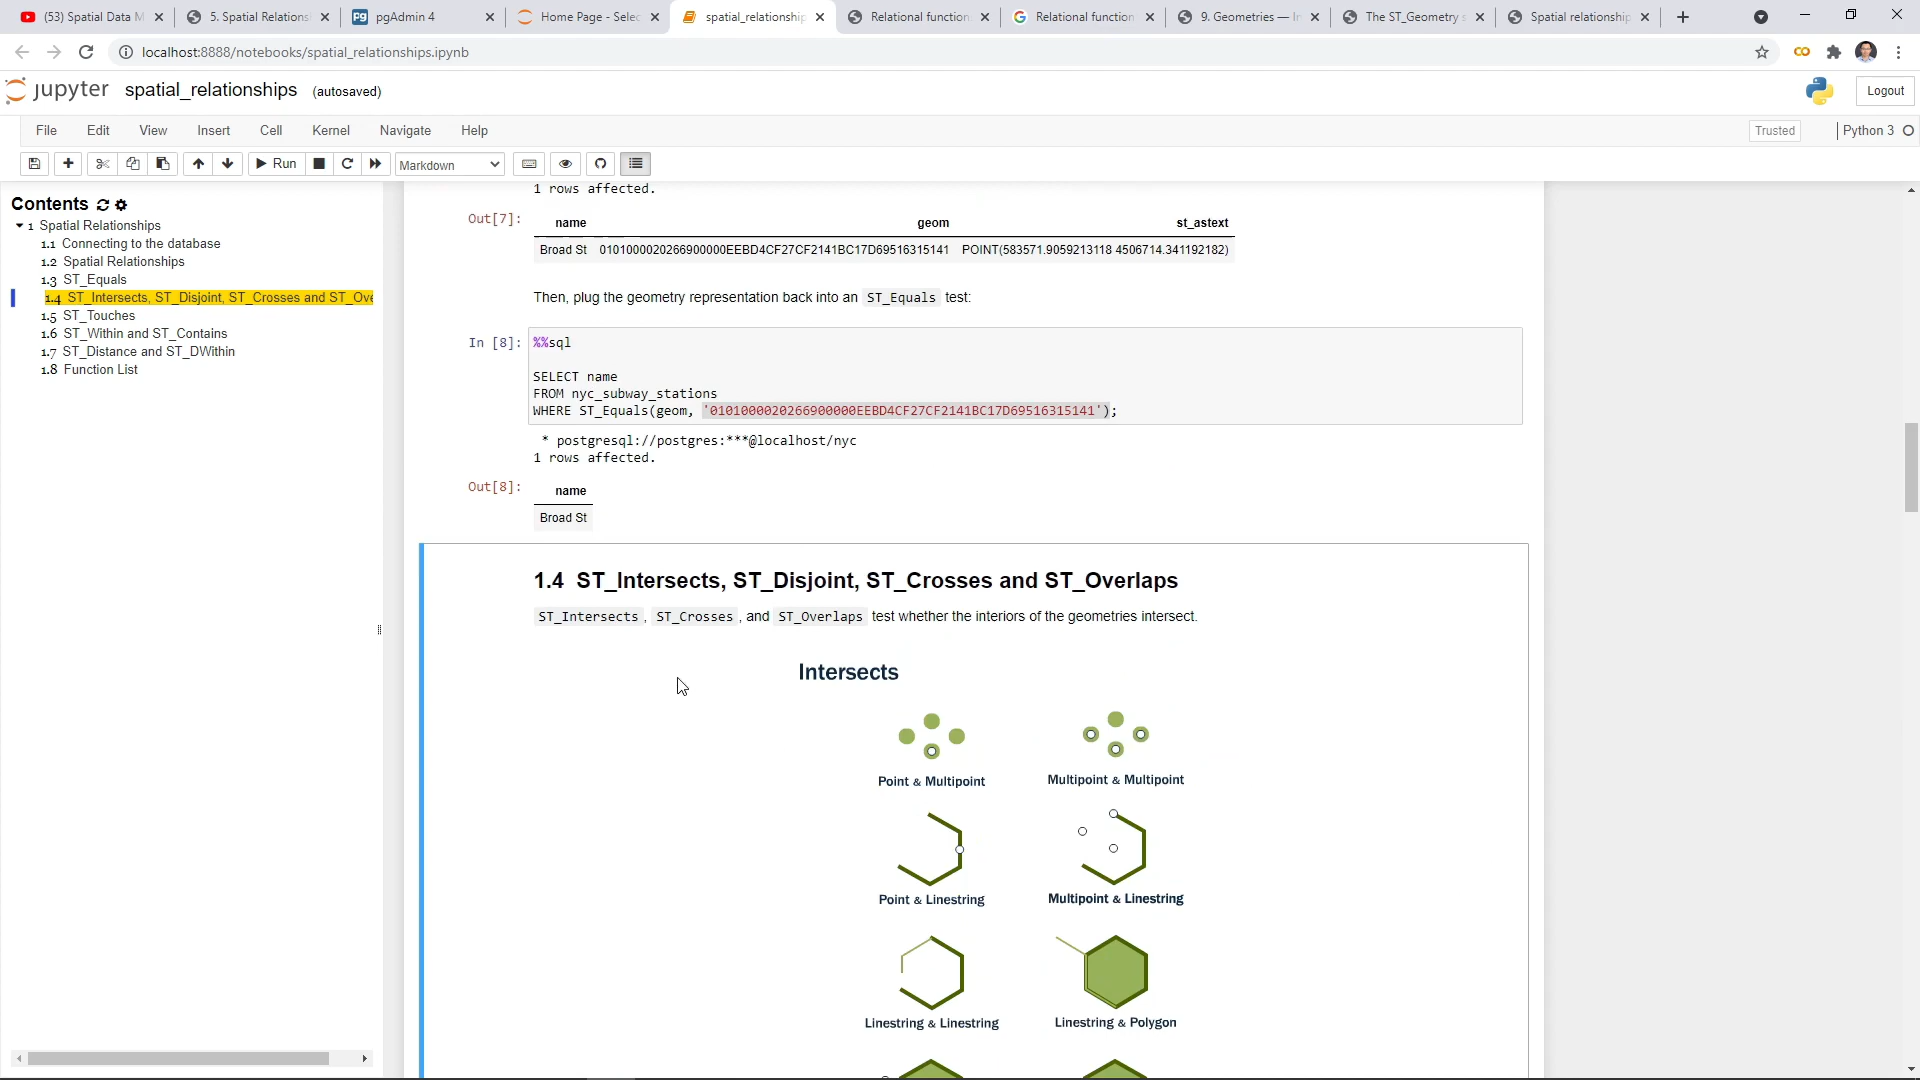 (53) Spatial Data M
5. Spatial Relations
pgAdmin 4
Home Page - Selec
spatial_relationship
Relational function
Relational function
9. Geometries — In
The ST_Geometry s
Spatial relationship
localhost:8888/notebooks/spatial_relationships.ipynb
jupyter spatial_relationships (autosaved)
Logout
File Edit View Insert Cell Kernel Navigate Help
Trusted
Python 3
Run
Markdown
Contents
1 Spatial Relationships
1.1 Connecting to the database
1.2 Spatial Relationships
1.3 ST_Equals
1.4 ST_Intersects, ST_Disjoint, ST_Crosses and ST_Ove
1.5 ST_Touches
1.6 ST_Within and ST_Contains
1.7 ST_Distance and ST_DWithin
1.8 Function List
1 rows affected.
Out[7]:
name geom st_astext
Broad St 0101000020266900000EEBD4CF27CF2141BC17D69516315141 POINT(583571.9059213118 4506714.341192182)
Then, plug the geometry representation back into an ST_Equals test:
In [8]: %%sql
SELECT name
FROM nyc_subway_stations
WHERE ST_Equals(geom, '0101000020266900000EEBD4CF27CF2141BC17D69516315141');
* postgresql://postgres:***@localhost/nyc
1 rows affected.
Out[8]:
name
Broad St
1.4 ST_Intersects, ST_Disjoint, ST_Crosses and ST_Overlaps
ST_Intersects, ST_Crosses, and ST_Overlaps test whether the interiors of the geometries intersect.
Intersects
Point & Multipoint
Multipoint & Multipoint
Point & Linestring
Multipoint & Linestring
Linestring & Linestring
Linestring & Polygon